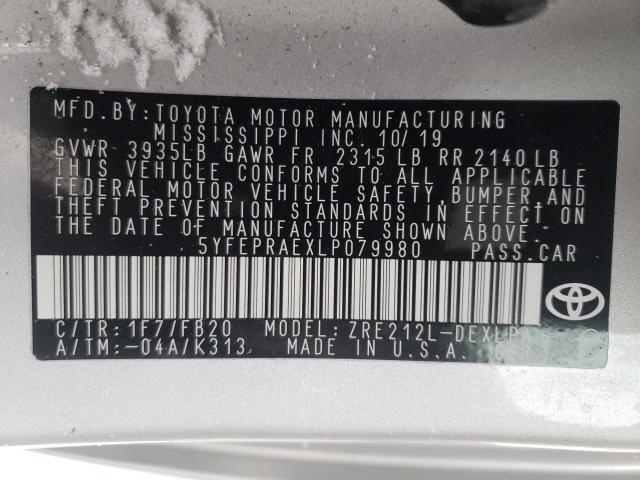 MFD.BY:TOYOTA MOTOR MANUFACTURING
MISSISSIPPI INC. 10/19
GVWR 3935LB GAWR FR 2315 LB RR 2140 LB
THIS VEHICLE CONFORMS TO ALL APPLICABLE
FEDERAL MOTOR VEHICLE SAFETY,BUMPER,AND
THEFT PREVENTION STANDARDS IN EFFECT ON
THE DATE OF MANUFACTURE SHOWN ABOVE.
5YFEPRAEXLP079980 PASS.CAR
C/TR:1F7/FB20 MODEL:
A/TM:-04A/K313 MADE IN U.S.A.